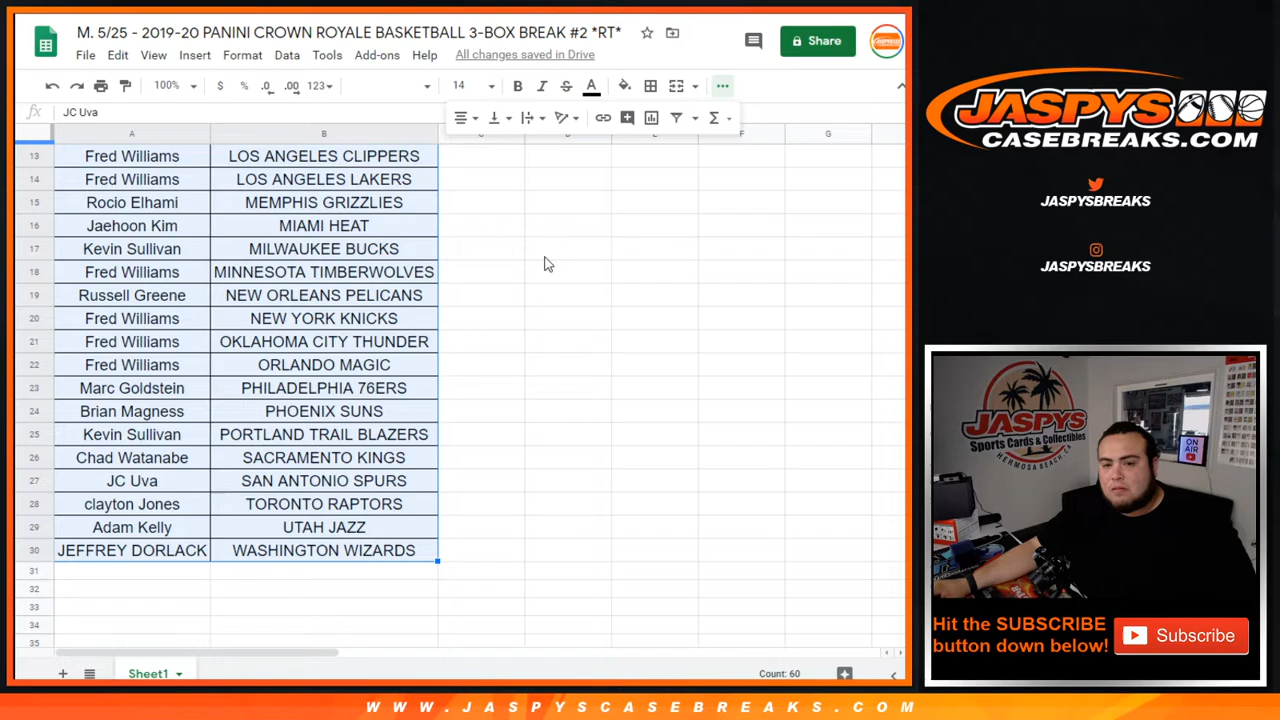 M. 5/25 - 2019-20 PANINI CROWN ROYALE BASKETBALL 3-BOX BREAK #2 *RT*
File Edit View Insert Format Data Tools Add-ons Help All changes saved in Drive
Share
100% $ % .0 .00 123 14 B I S A
fx JC Uva
A B F G
13 Fred Williams LOS ANGELES CLIPPERS
14 Fred Williams LOS ANGELES LAKERS
15 Rocio Elhami MEMPHIS GRIZZLIES
16 Jaehoon Kim MIAMI HEAT
17 Kevin Sullivan MILWAUKEE BUCKS
18 Fred Williams MINNESOTA TIMBERWOLVES
19 Russell Greene NEW ORLEANS PELICANS
20 Fred Williams NEW YORK KNICKS
21 Fred Williams OKLAHOMA CITY THUNDER
22 Fred Williams ORLANDO MAGIC
23 Marc Goldstein PHILADELPHIA 76ERS
24 Brian Magness PHOENIX SUNS
25 Kevin Sullivan PORTLAND TRAIL BLAZERS
26 Chad Watanabe SACRAMENTO KINGS
27 JC Uva SAN ANTONIO SPURS
28 clayton Jones TORONTO RAPTORS
29 Adam Kelly UTAH JAZZ
30 JEFFREY DORLACK WASHINGTON WIZARDS
31
32
33
34
35
Sheet1 Count: 60
JASPYS
CASEBREAKS.COM
JASPYSBREAKS
JASPYSBREAKS
JASPYS
Sports Cards & Collectibles
HERMOSA BEACH, CA
ON
AIR
Hit the SUBSCRIBE
button down below!
Subscribe
WWW.JASPYSCASEBREAKS.COM